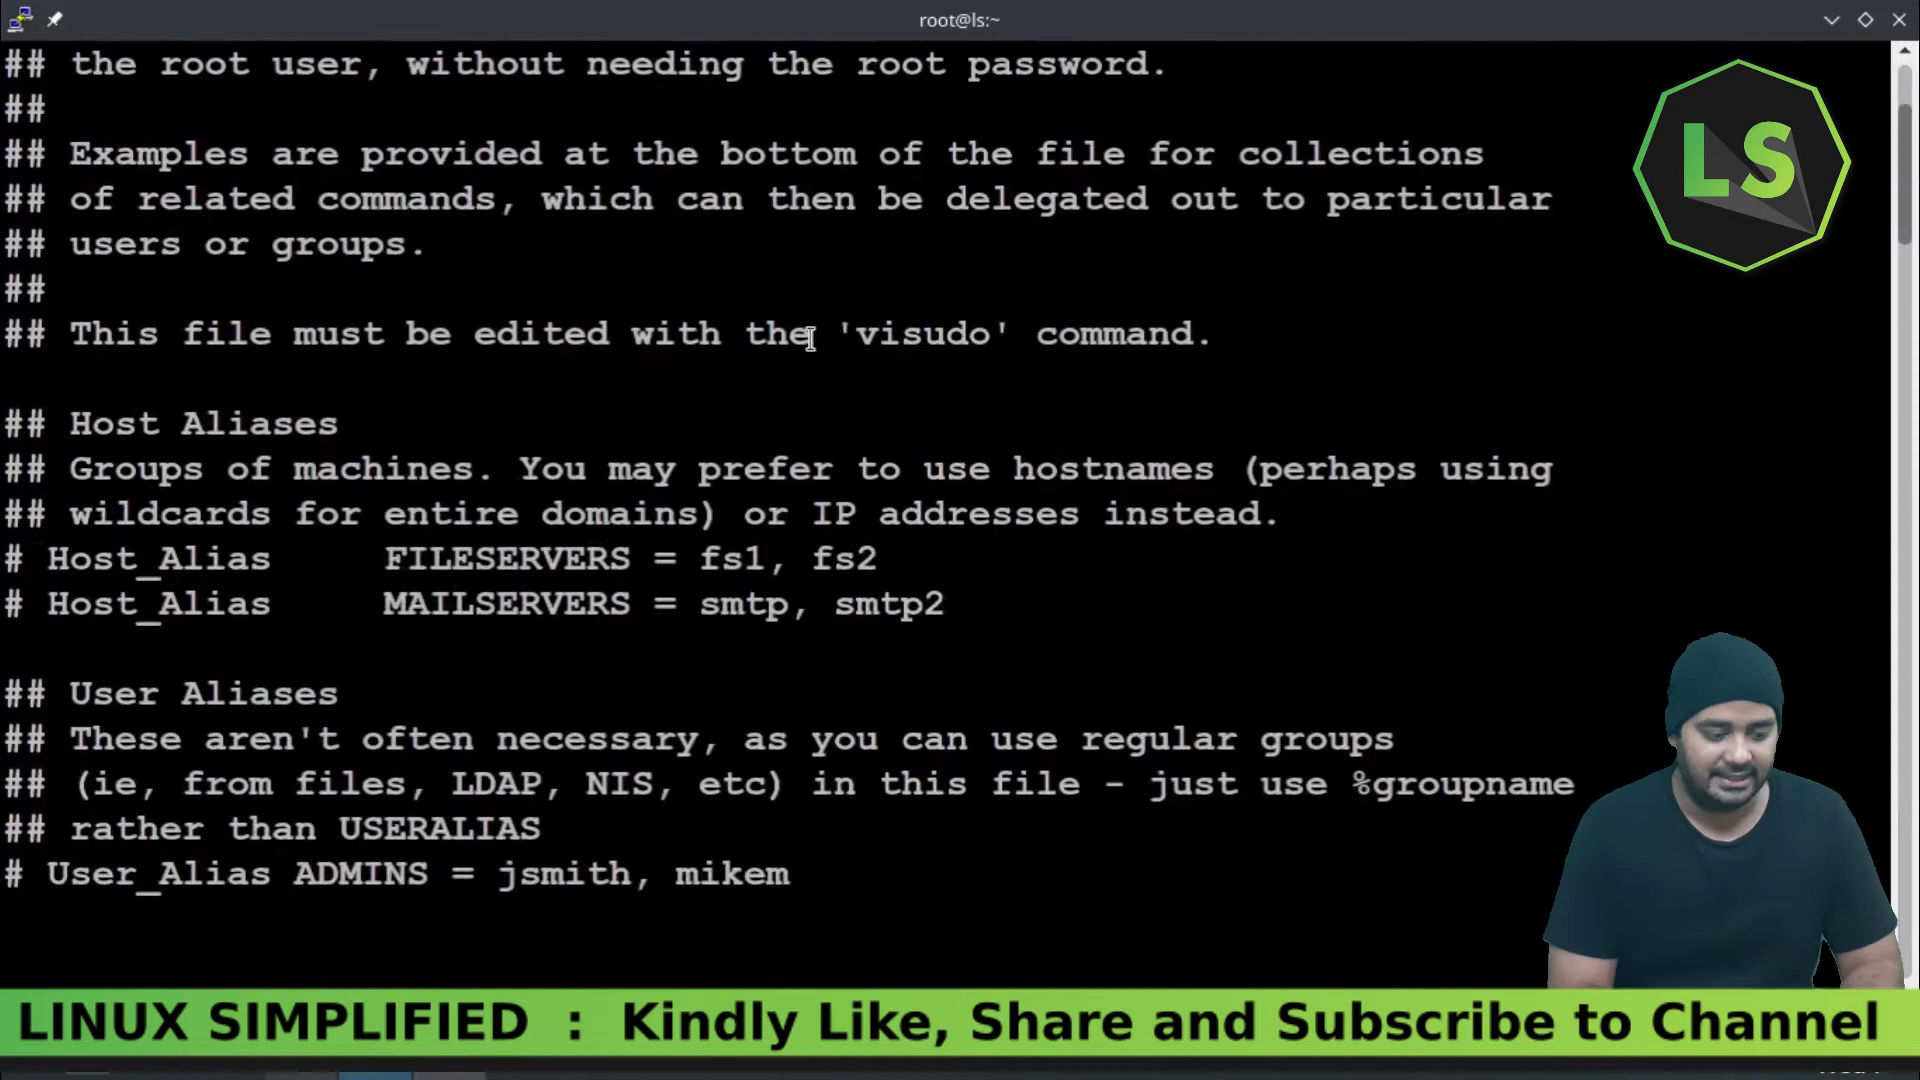 root@ls:~
## the root user, without needing the root password.
##
## Examples are provided at the bottom of the file for collections
## of related commands, which can then be delegated out to particular
## users or groups.
##
## This file must be edited with the 'visudo' command.
## Host Aliases
## Groups of machines. You may prefer to use hostnames (perhaps using
## wildcards for entire domains) or IP addresses instead.
# Host_Alias     FILESERVERS = fs1, fs2
# Host_Alias     MAILSERVERS = smtp, smtp2
## User Aliases
## These aren't often necessary, as you can use regular groups
## (ie, from files, LDAP, NIS, etc) in this file - just use %groupname
## rather than USERALIAS
# User_Alias ADMINS = jsmith, mikem
LS
LINUX SIMPLIFIED : Kindly Like, Share and Subscribe to Channel